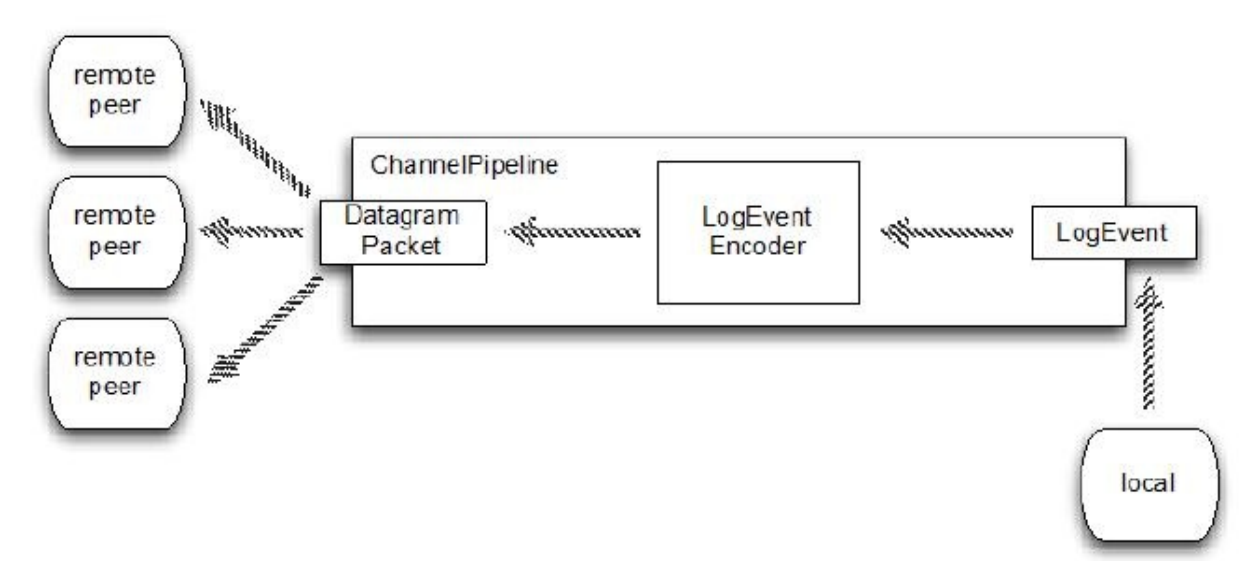 remote
peer
ChannelPipeline
remote
peer
Datagram
Packet
LogEvent
Encoder
LogEvent
remote
peer
local